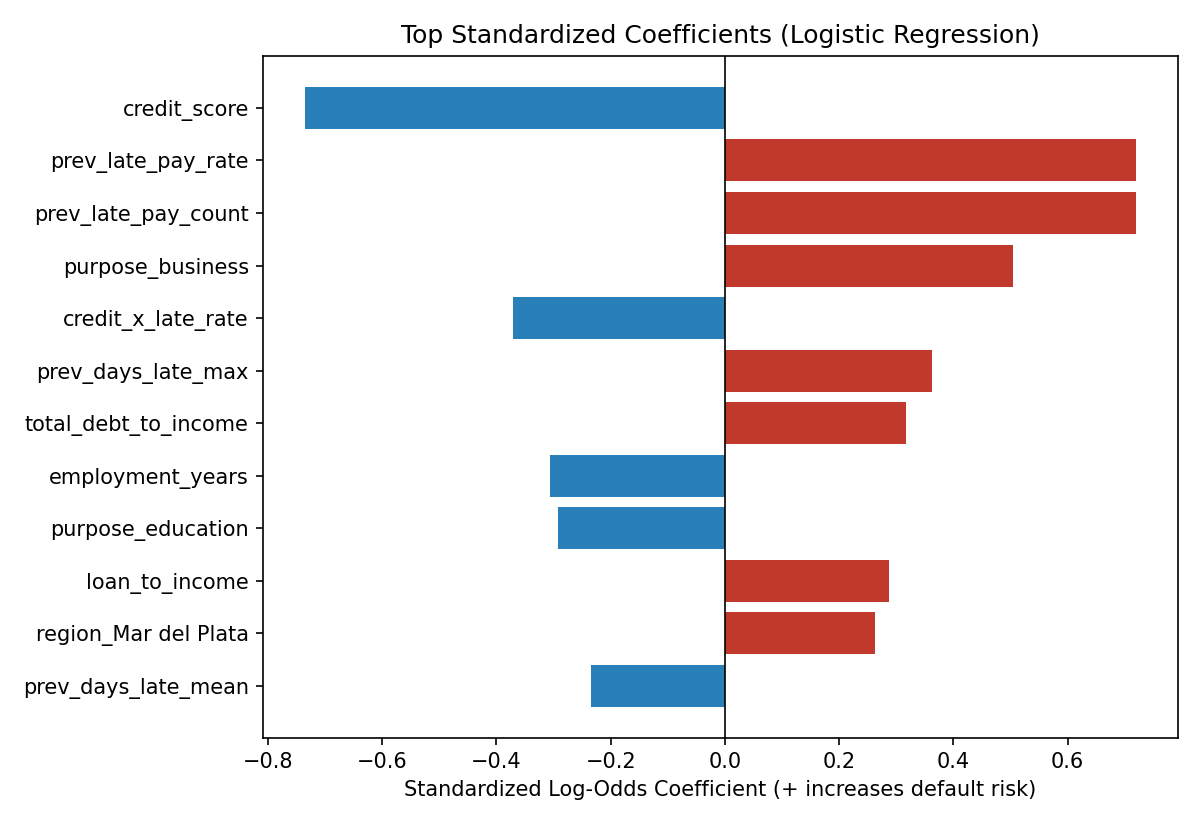 Top Standardized Coefficients (Logistic Regression)
credit_score
prev_late_pay_rate
prev_late_pay_count
purpose_business
credit_x_late_rate
prev_days_late_max
total_debt_to_income
employment_years
purpose_education
loan_to_income
region_Mar del Plata
prev_days_late_mean
−0.8 −0.6 −0.4 −0.2 0.0 0.2 0.4 0.6
Standardized Log-Odds Coefficient (+ increases default risk)